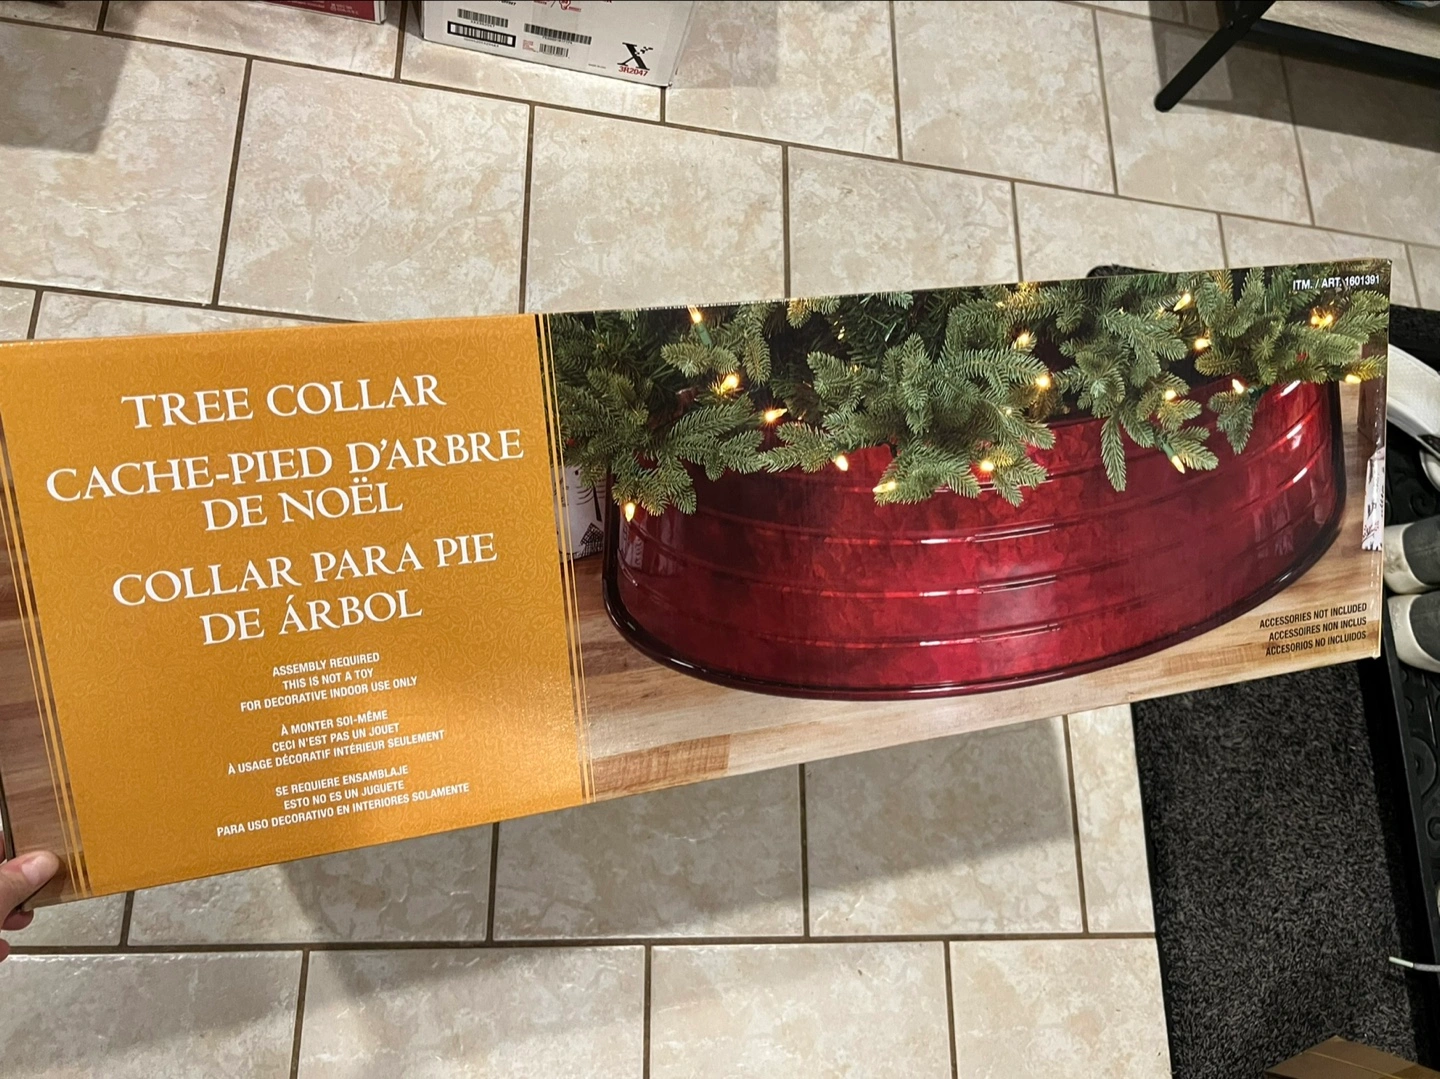 3R2047
ITM. / ART. 1601391
TREE COLLAR
CACHE-PIED D'ARBRE
DE NOËL
COLLAR PARA PIE
DE ÁRBOL
ASSEMBLY REQUIRED
THIS IS NOT A TOY
FOR DECORATIVE INDOOR USE ONLY
À MONTER SOI-MÊME
CECI N'EST PAS UN JOUET
À USAGE DÉCORATIF INTÉRIEUR SEULEMENT
SE REQUIERE ENSAMBLAJE
ESTO NO ES UN JUGUETE
PARA USO DECORATIVO EN INTERIORES SOLAMENTE
ACCESSORIES NOT INCLUDED
ACCESSOIRES NON INCLUS
ACCESORIOS NO INCLUIDOS